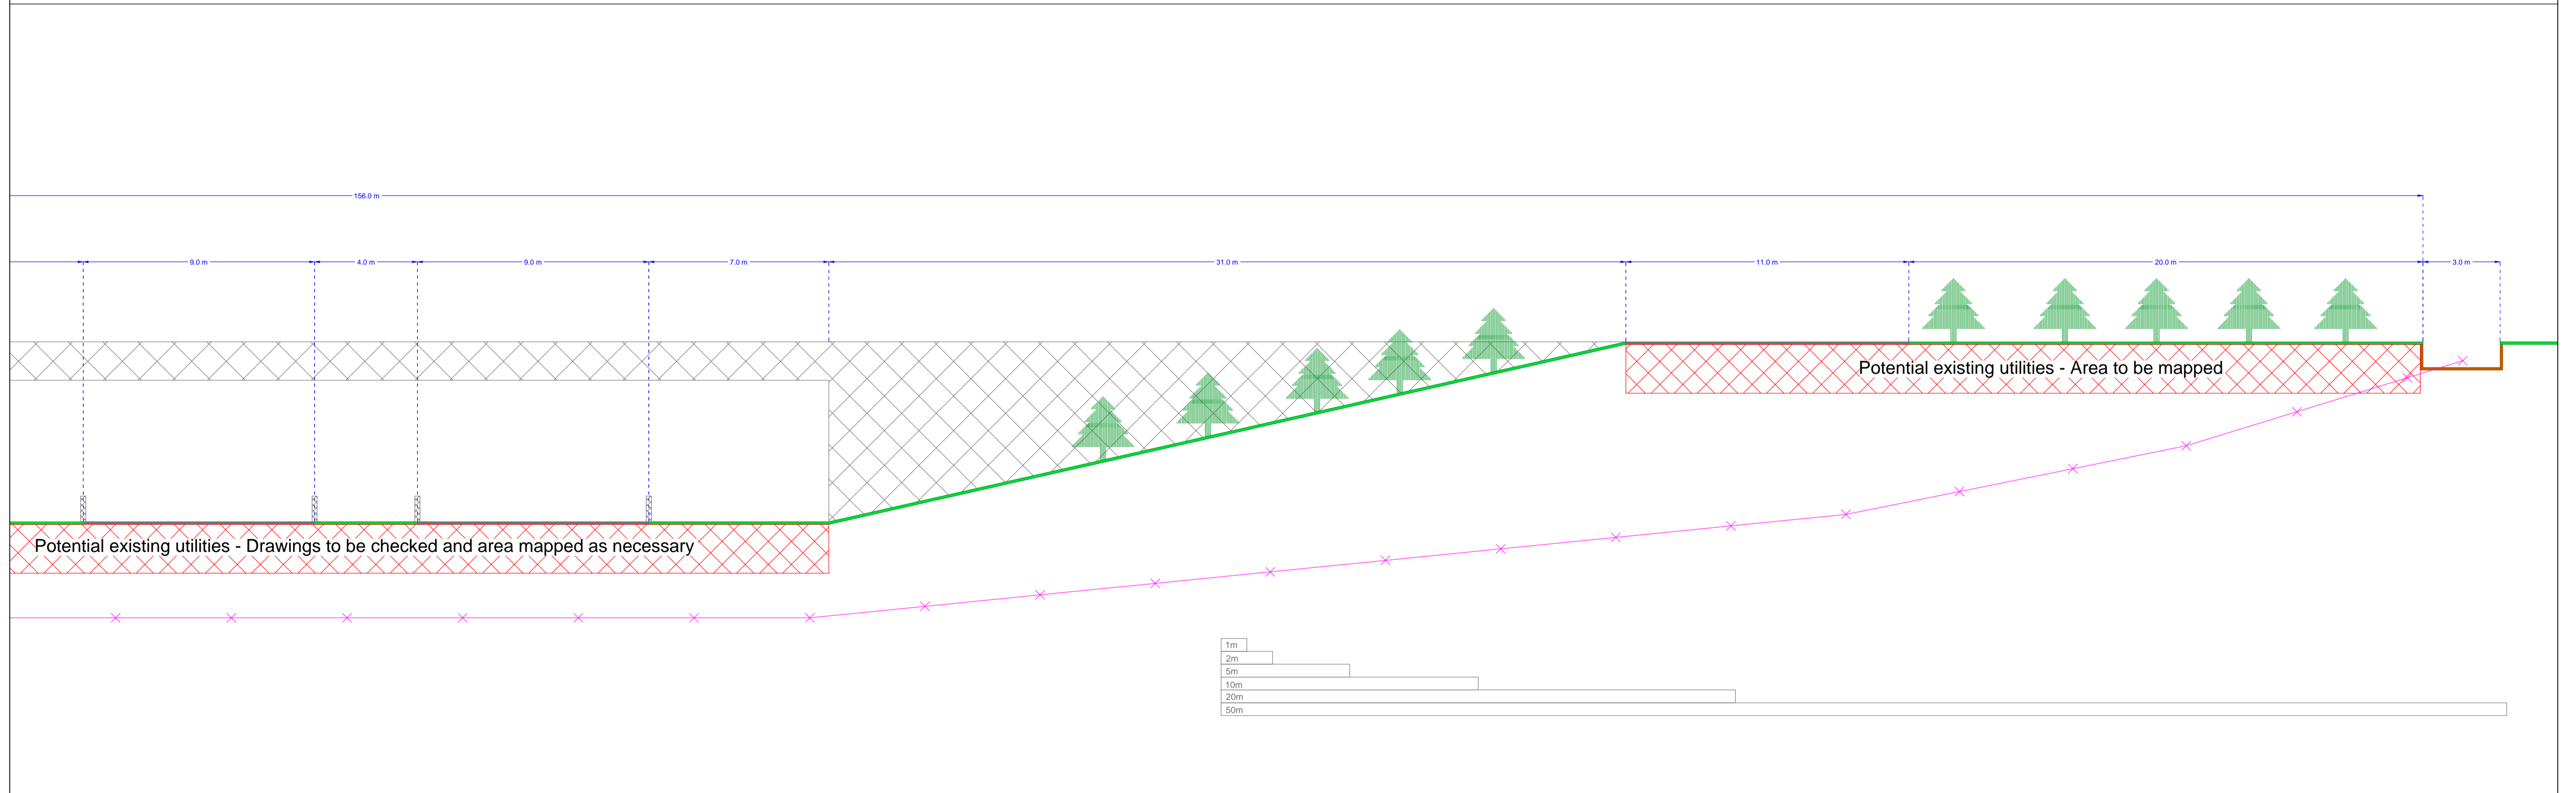 156.0 m
9.0 m
4.0 m
9.0 m
7.0 m
31.0 m
11.0 m
20.0 m
3.0 m
Potential existing utilities - Area to be mapped
Potential existing utilities - Drawings to be checked and area mapped as necessary
1m
2m
5m
10m
20m
50m